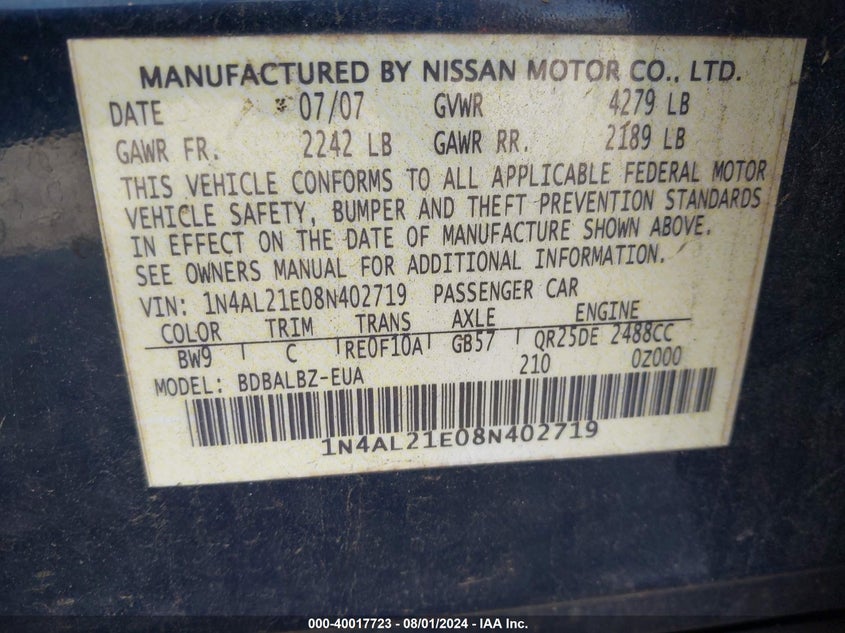 MANUFACTURED BY NISSAN MOTOR CO., LTD.
DATE 07/07 GVWR 4279 LB
GAWR FR. 2242 LB GAWR RR. 2189 LB
THIS VEHICLE CONFORMS TO ALL APPLICABLE FEDERAL MOTOR
VEHICLE SAFETY, BUMPER AND THEFT PREVENTION STANDARDS
IN EFFECT ON THE DATE OF MANUFACTURE SHOWN ABOVE.
SEE OWNERS MANUAL FOR ADDITIONAL INFORMATION.
VIN: 1N4AL21E08N402719 PASSENGER CAR
COLOR TRIM TRANS AXLE ENGINE
BW9 C RE0F10A GB57 QR25DE 2488CC
210 0Z000
MODEL: BDBALBZ-EUA
1N4AL21E08N402719
000-40017723 - 08/01/2024 - IAA Inc.